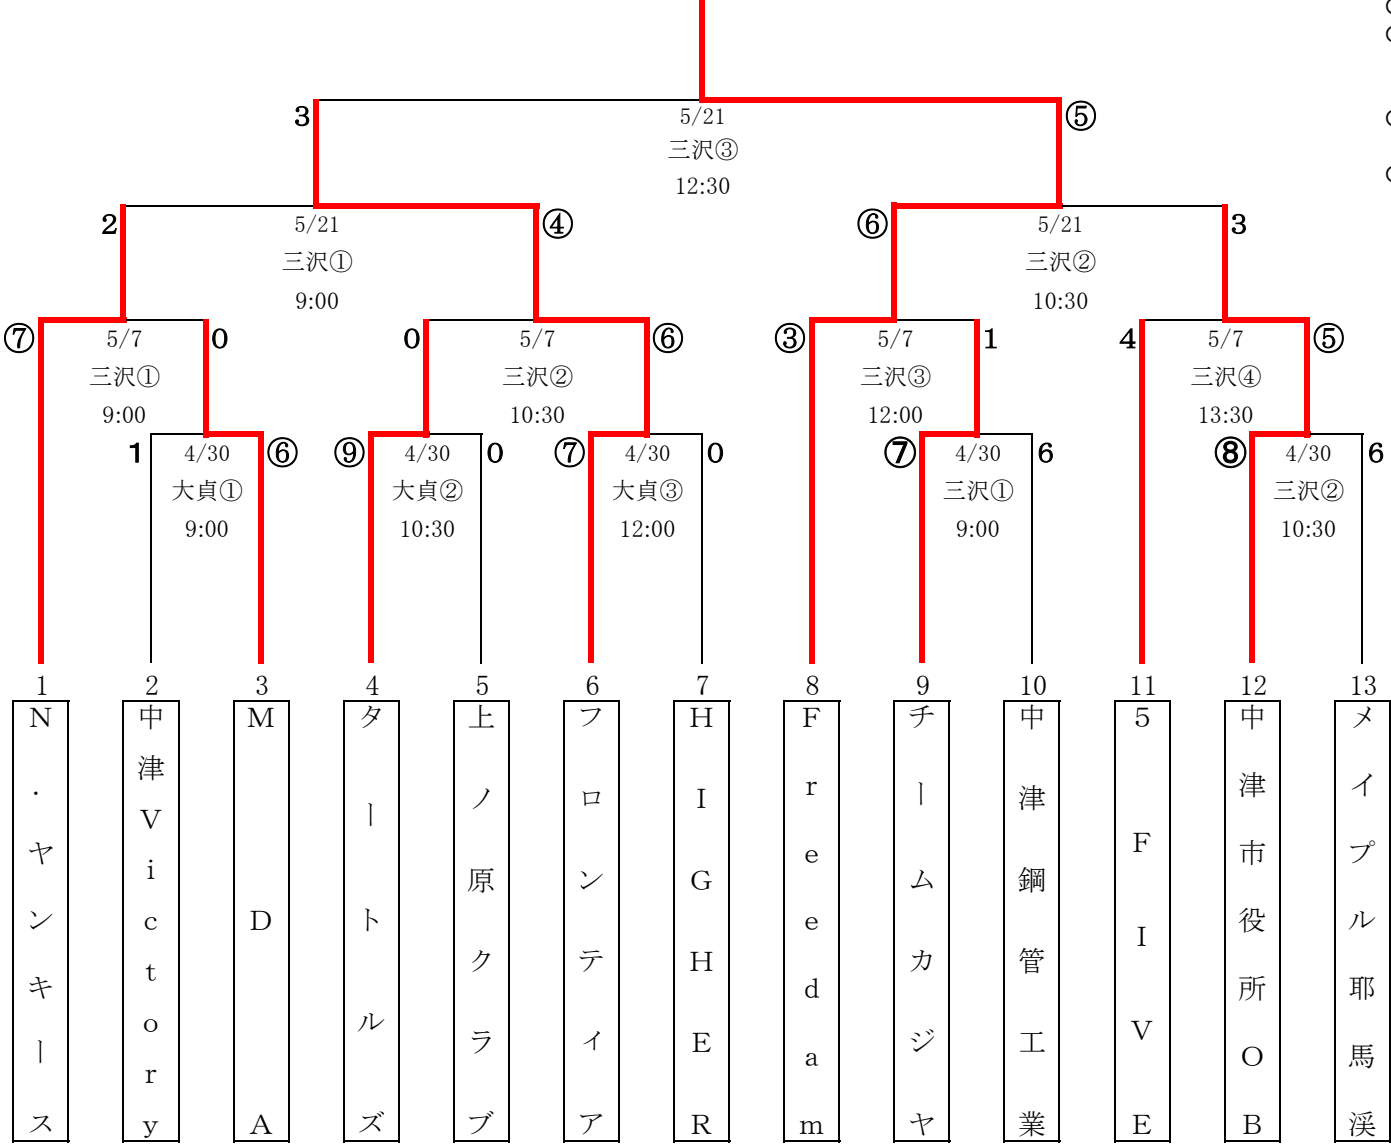 3 5/21 ⑤
三沢③
12:30
2 5/21 ④ ⑥ 5/21 3
三沢① 三沢②
9:00 10:30
⑦ 5/7 0 0 5/7 ⑥ ③ 5/7 1 4 5/7 ⑤
三沢① 三沢② 三沢③ 三沢④
9:00 10:30 12:00 13:30
1 4/30 ⑥ ⑨ 4/30 0 ⑦ 4/30 0 ⑦ 4/30 6 ⑧ 4/30 6
大貞① 大貞② 大貞③ 三沢① 三沢②
9:00 10:30 12:00 9:00 10:30
1 2 3 4 5 6 7 8 9 10 11 12 13
N.ヤンキース
中津Victory
MDA
タートルズ
上ノ原クラブ
フロンティア
HIGHER
Freedam
チームカジヤ
中津鋼管工業
5FIVE
中津市役所OB
メイプル耶馬渓